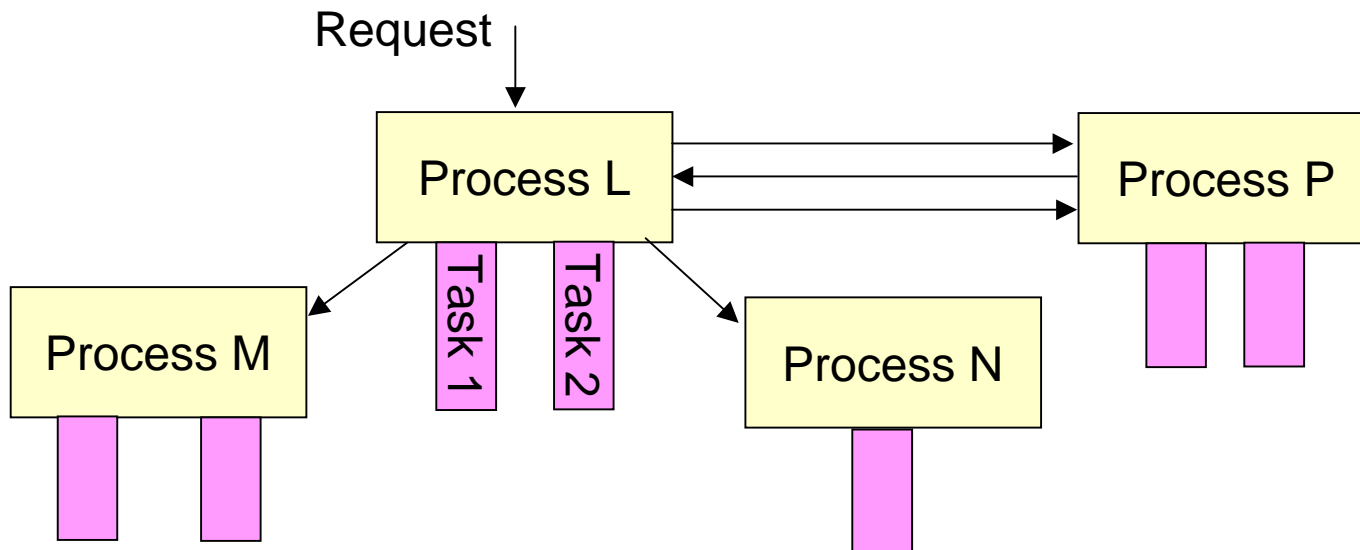 Request
Process L
Process P
Task 1
Task 2
Process M
Process N